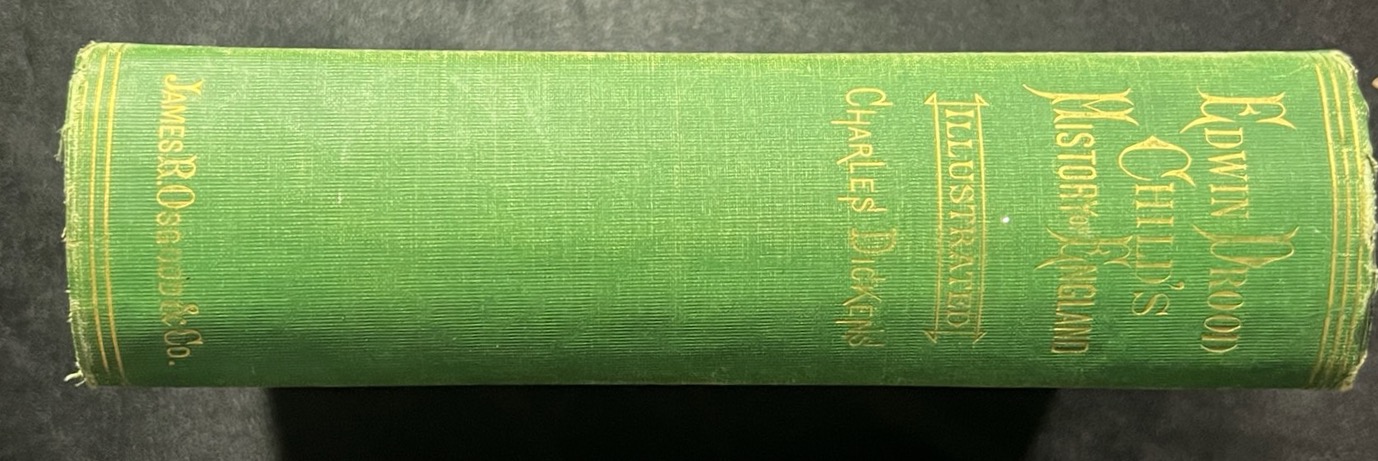 EDWIN DROOD
CHILD'S
HISTORY OF ENGLAND
ILLUSTRATED
CHARLES DICKENS
JAMES R. OSGOOD & CO.